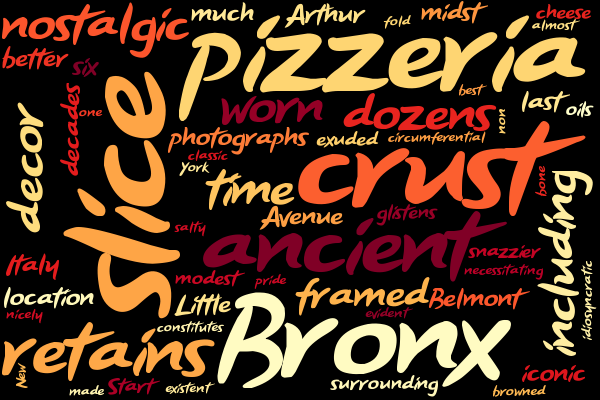 nostalgic
much
Arthur
fold
midst
cheese
almost
better
six
pizzeria
best
last
oils
decades
one
slice
worn
dozens
non
decor
photographs
exuded
circumferential
classic
York
time
crust
bone
Avenue
glistens
including
salty
ancient
snazzier
necessitating
Italy
modest
pride
idiosyncratic
location
nicely
Little
framed
Belmont
evident
constitutes
Bronx
retains
New
made
Start
existent
surrounding
iconic
browned